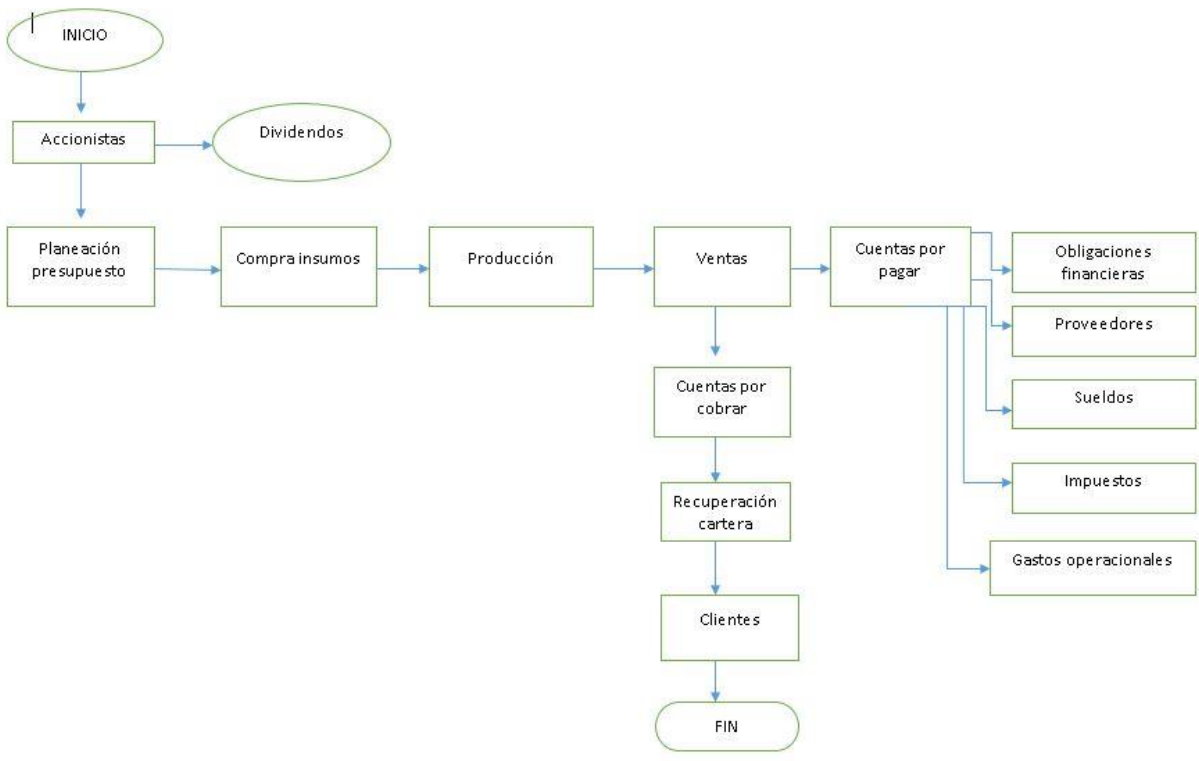 INICIO
Accionistas
Dividendos
Planeación
presupuesto
Compra insumos
Producción
Ventas
Cuentas por
pagar
Obligaciones
financieras
Proveedores
Sueldos
Impuestos
Gastos operacionales
Cuentas por
cobrar
Recuperación
cartera
Clientes
FIN